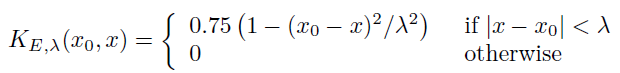 K_{E,λ}(x_0, x) = { 0.75 (1 − (x_0 − x)^2/λ^2) if |x − x_0| < λ
0 otherwise